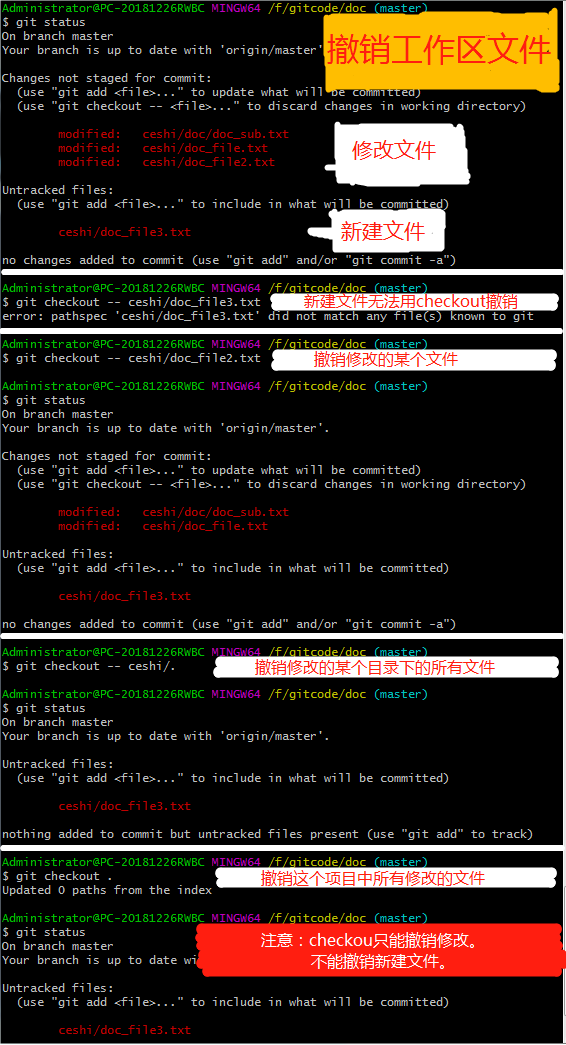 Administrator@PC-20181226RWBC MINGW64 /f/gitcode/doc (master)
$ git status
On branch master
Your branch is up to date with 'origin/master'
撤销工作区文件
Changes not staged for commit:
(use "git add <file>..." to update what will be committed)
(use "git checkout -- <file>..." to discard changes in working directory)
modified: ceshi/doc/doc_sub.txt
modified: ceshi/doc_file.txt
modified: ceshi/doc_file2.txt
修改文件
Untracked files:
(use "git add <file>..." to include in what will be committed)
ceshi/doc_file3.txt
新建文件
no changes added to commit (use "git add" and/or "git commit -a")
Administrator@PC-20181226RWBC MINGW64 /f/gitcode/doc (master)
$ git checkout -- ceshi/doc_file3.txt 新建文件无法用checkout撤销
error: pathspec 'ceshi/doc_file3.txt' did not match any file(s) known to git
Administrator@PC-20181226RWBC MINGW64 /f/gitcode/doc (master)
$ git checkout -- ceshi/doc_file2.txt 撤销修改的某个文件
Administrator@PC-20181226RWBC MINGW64 /f/gitcode/doc (master)
$ git status
On branch master
Your branch is up to date with 'origin/master'.
Changes not staged for commit:
(use "git add <file>..." to update what will be committed)
(use "git checkout -- <file>..." to discard changes in working directory)
modified: ceshi/doc/doc_sub.txt
modified: ceshi/doc_file.txt
Untracked files:
(use "git add <file>..." to include in what will be committed)
ceshi/doc_file3.txt
no changes added to commit (use "git add" and/or "git commit -a")
Administrator@PC-20181226RWBC MINGW64 /f/gitcode/doc (master)
$ git checkout -- ceshi/. 撤销修改的某个目录下的所有文件
Administrator@PC-20181226RWBC MINGW64 /f/gitcode/doc (master)
$ git status
On branch master
Your branch is up to date with 'origin/master'.
Untracked files:
(use "git add <file>..." to include in what will be committed)
ceshi/doc_file3.txt
nothing added to commit but untracked files present (use "git add" to track)
Administrator@PC-20181226RWBC MINGW64 /f/gitcode/doc (master)
$ git checkout . 撤销这个项目中所有修改的文件
Updated 0 paths from the index
Administrator@PC-20181226RWBC MINGW64 /f/gitcode/doc (master)
$ git status
On branch master
Your branch is up to date wi
注意：checkou只能撤销修改。
不能撤销新建文件。
Untracked files:
(use "git add <file>..." to include in what will be committed)
ceshi/doc_file3.txt